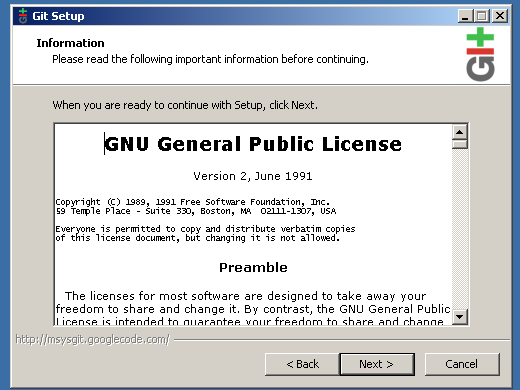 Git Setup
Information
Please read the following important information before continuing.
GIT
When you are ready to continue with Setup, click Next.
GNU General Public License
Version 2, June 1991
Copyright (C) 1989, 1991 Free Software Foundation, Inc.
59 Temple Place - Suite 330, Boston, MA  02111-1307, USA
Everyone is permitted to copy and distribute verbatim copies
of this license document, but changing it is not allowed.
Preamble
The licenses for most software are designed to take away your
freedom to share and change it. By contrast, the GNU General Public
License is intended to guarantee your freedom to share and change
http://msysgit.googlecode.com/
< Back
Next >
Cancel